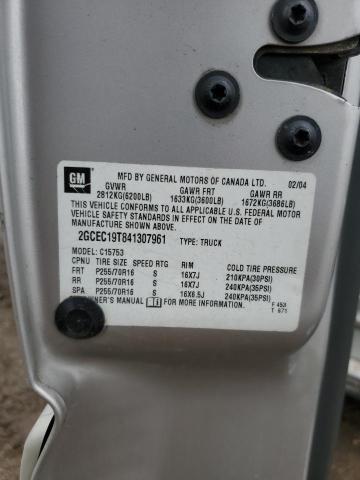 GM
MFD BY GENERAL MOTORS OF CANADA LTD. 02/04
GVWR GAWR FRT GAWR RR
2812KG(6200LB) 1633KG(3600LB) 1672KG(3686LB)
THIS VEHICLE CONFORMS TO ALL APPLICABLE U.S. FEDERAL MOTOR
VEHICLE SAFETY STANDARDS IN EFFECT ON THE DATE OF
MANUFACTURE SHOWN ABOVE.
2GCEC19T841307961 TYPE: TRUCK
MODEL: C15753
CPNU TIRE SIZE SPEED RTG RIM COLD TIRE PRESSURE
FRT P255/70R16 S 16X7J 210KPA(30PSI)
RR P255/70R16 S 16X7J 240KPA(35PSI)
SPA P255/70R16 S 16X6.5J 240KPA(35PSI)
OWNER'S MANUAL FOR MORE INFORMATION.
T 971